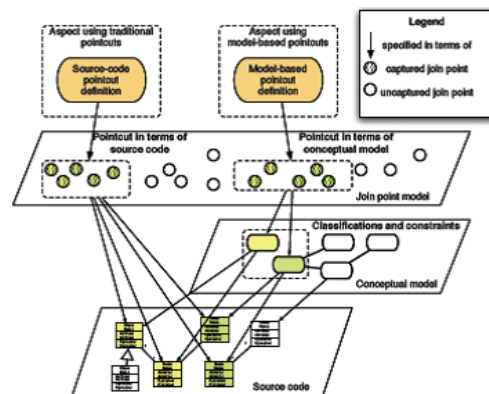 Aspect using traditional
pointcuts
Source-code
pointcut
definition
Aspect using
model-based pointcuts
Model-based
pointcut
definition
Legend
specified in terms of
captured join point
uncaptured join point
Pointcut in terms of
source code
Pointcut in terms of
conceptual model
Join point model
Classifications and constraints
Conceptual model
Source code